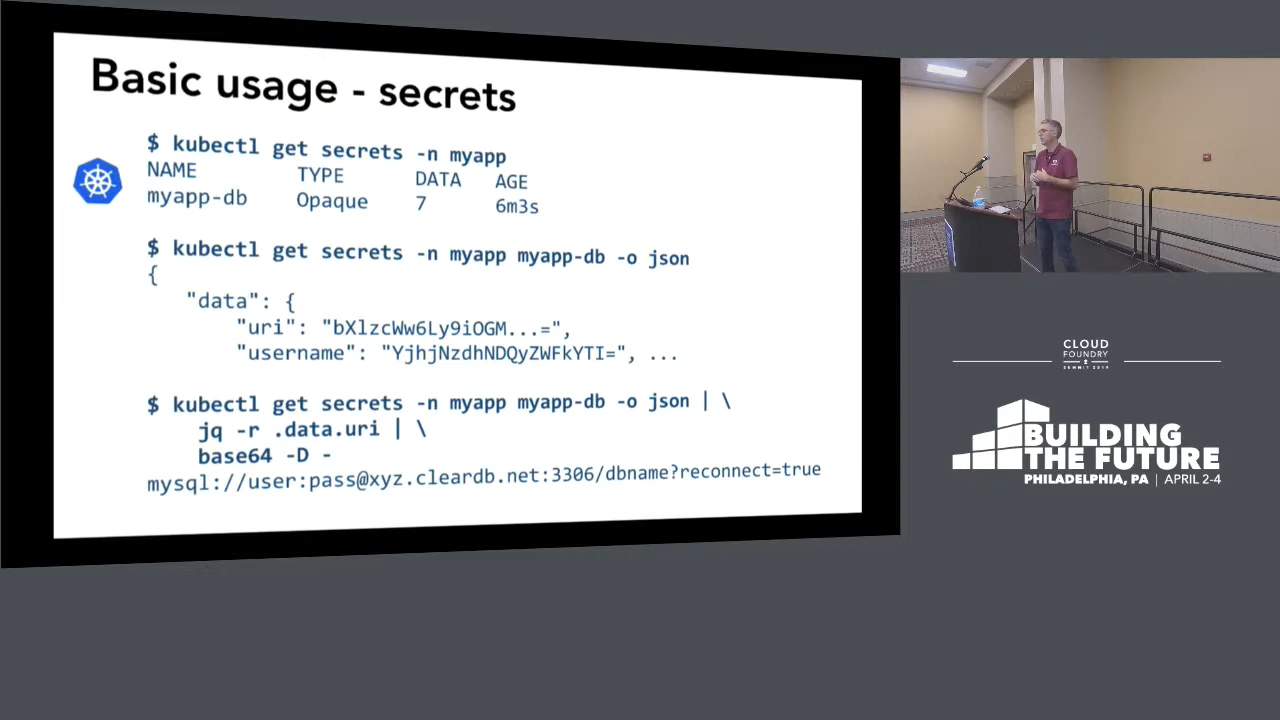 Basic usage - secrets
$ kubectl get secrets -n myapp
NAME TYPE DATA AGE
myapp-db Opaque 7 6m3s
$ kubectl get secrets -n myapp myapp-db -o json
{
"data": {
"uri": "bXlzcWw6Ly9iOGM...=",
"username": "YjhjNzdhNDQyZWFkYTI=", ...
$ kubectl get secrets -n myapp myapp-db -o json | \
jq -r .data.uri | \
base64 -D -
mysql://user:pass@xyz.cleardb.net:3306/dbname?reconnect=true
CLOUD
FOUNDRY
SUMMIT 2019
BUILDING
THE FUTURE
PHILADELPHIA, PA | APRIL 2-4